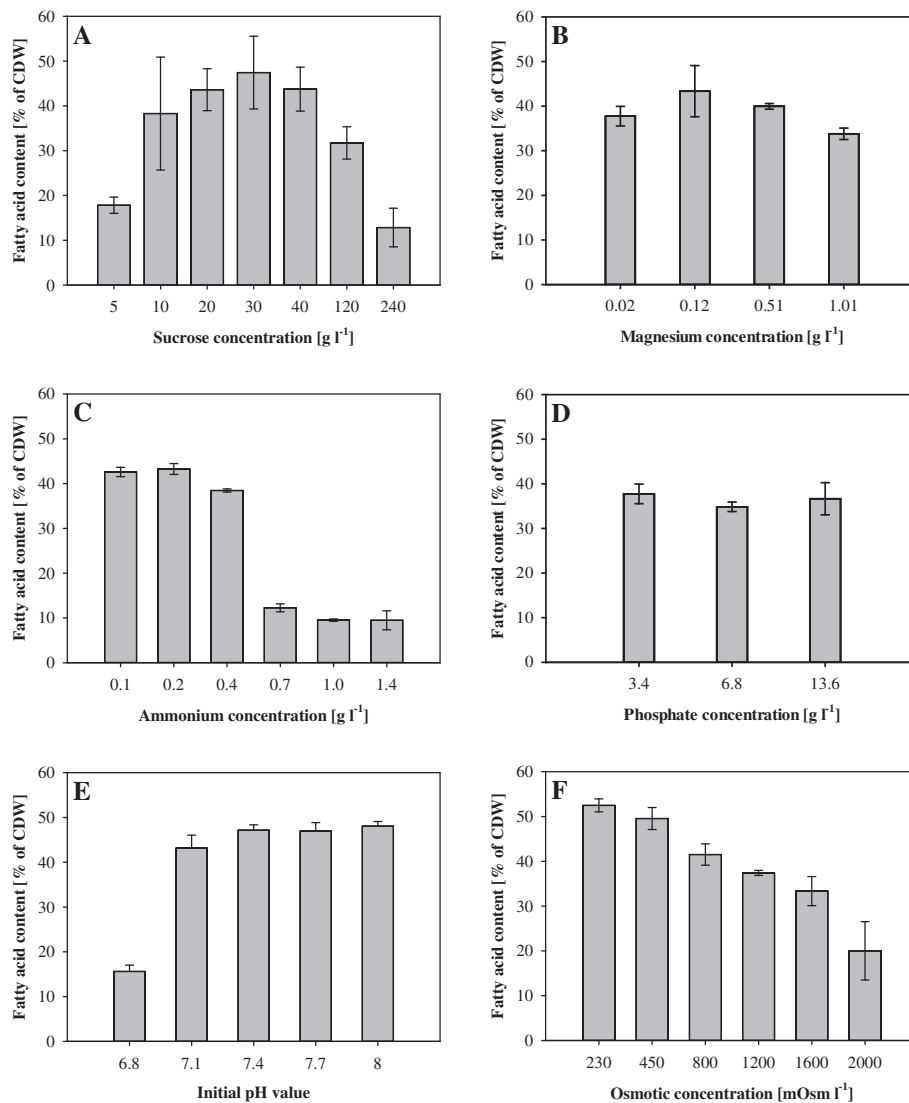 A
Fatty acid content [% of CDW]
60
50
40
30
20
10
0
5 10 20 30 40 120 240
Sucrose concentration [g l-1]
B
Fatty acid content [% of CDW]
60
50
40
30
20
10
0
0.02 0.12 0.51 1.01
Magnesium concentration [g l-1]
C
Fatty acid content [% of CDW]
60
50
40
30
20
10
0
0.1 0.2 0.4 0.7 1.0 1.4
Ammonium concentration [g l-1]
D
Fatty acid content [% of CDW]
60
50
40
30
20
10
0
3.4 6.8 13.6
Phosphate concentration [g l-1]
E
Fatty acid content [% of CDW]
60
50
40
30
20
10
0
6.8 7.1 7.4 7.7 8
Initial pH value
F
Fatty acid content [% of CDW]
60
50
40
30
20
10
0
230 450 800 1200 1600 2000
Osmotic concentration [mOsm l-1]